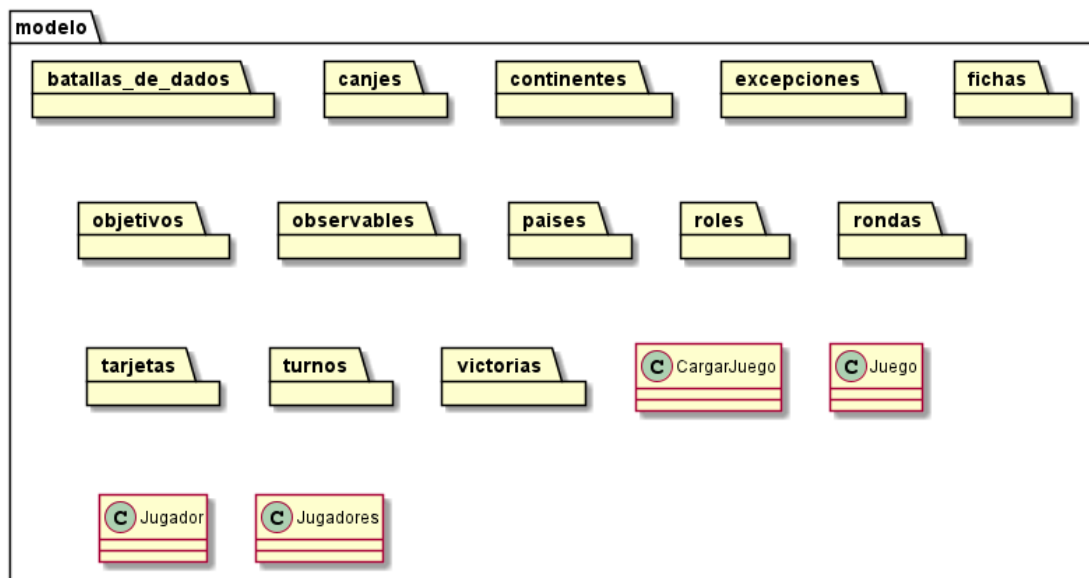 modelo
batallas_de_dados
canjes
continentes
excepciones
fichas
objetivos
observables
paises
roles
rondas
tarjetas
turnos
victorias
C CargarJuego
C Juego
C Jugador
C Jugadores